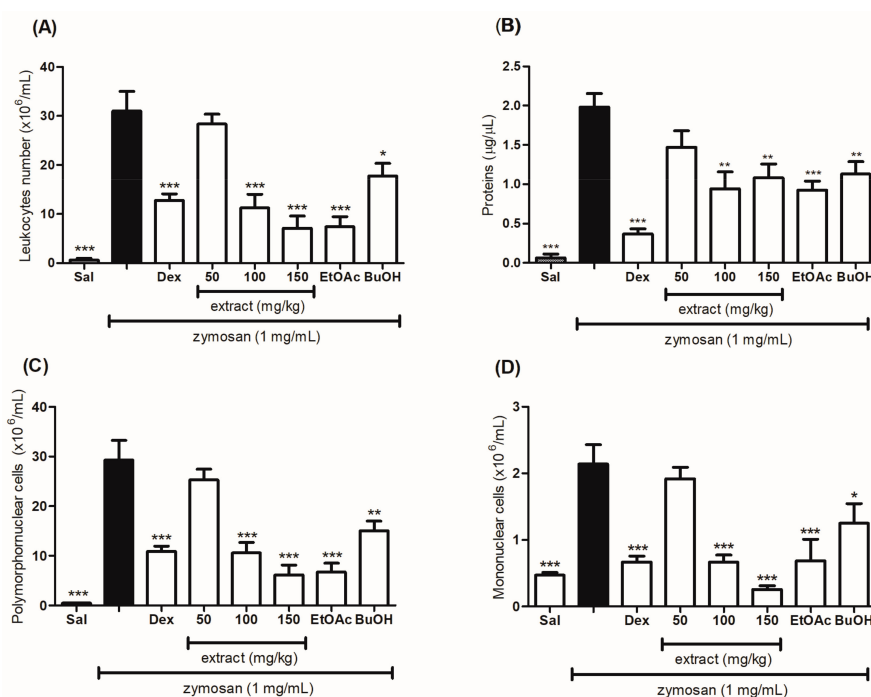 (A)
Leukocytes number (x10⁶/mL)
40
30
20
10
0
***
***
***
***
***
*
Sal Dex 50 100 150 EtOAc BuOH
extract (mg/kg)
zymosan (1 mg/mL)
(B)
Proteins (µg/µL)
2.5
2.0
1.5
1.0
0.5
0.0
***
***
**
**
***
**
Sal Dex 50 100 150 EtOAc BuOH
extract (mg/kg)
zymosan (1 mg/mL)
(C)
Polymorphomuclear cells (x10⁶/mL)
40
30
20
10
0
***
***
***
***
***
**
Sal Dex 50 100 150 EtOAc BuOH
extract (mg/kg)
zymosan (1 mg/mL)
(D)
Mononuclear cells (x10⁶/mL)
3
2
1
0
***
***
***
***
***
*
Sal Dex 50 100 150 EtOAc BuOH
extract (mg/kg)
zymosan (1 mg/mL)